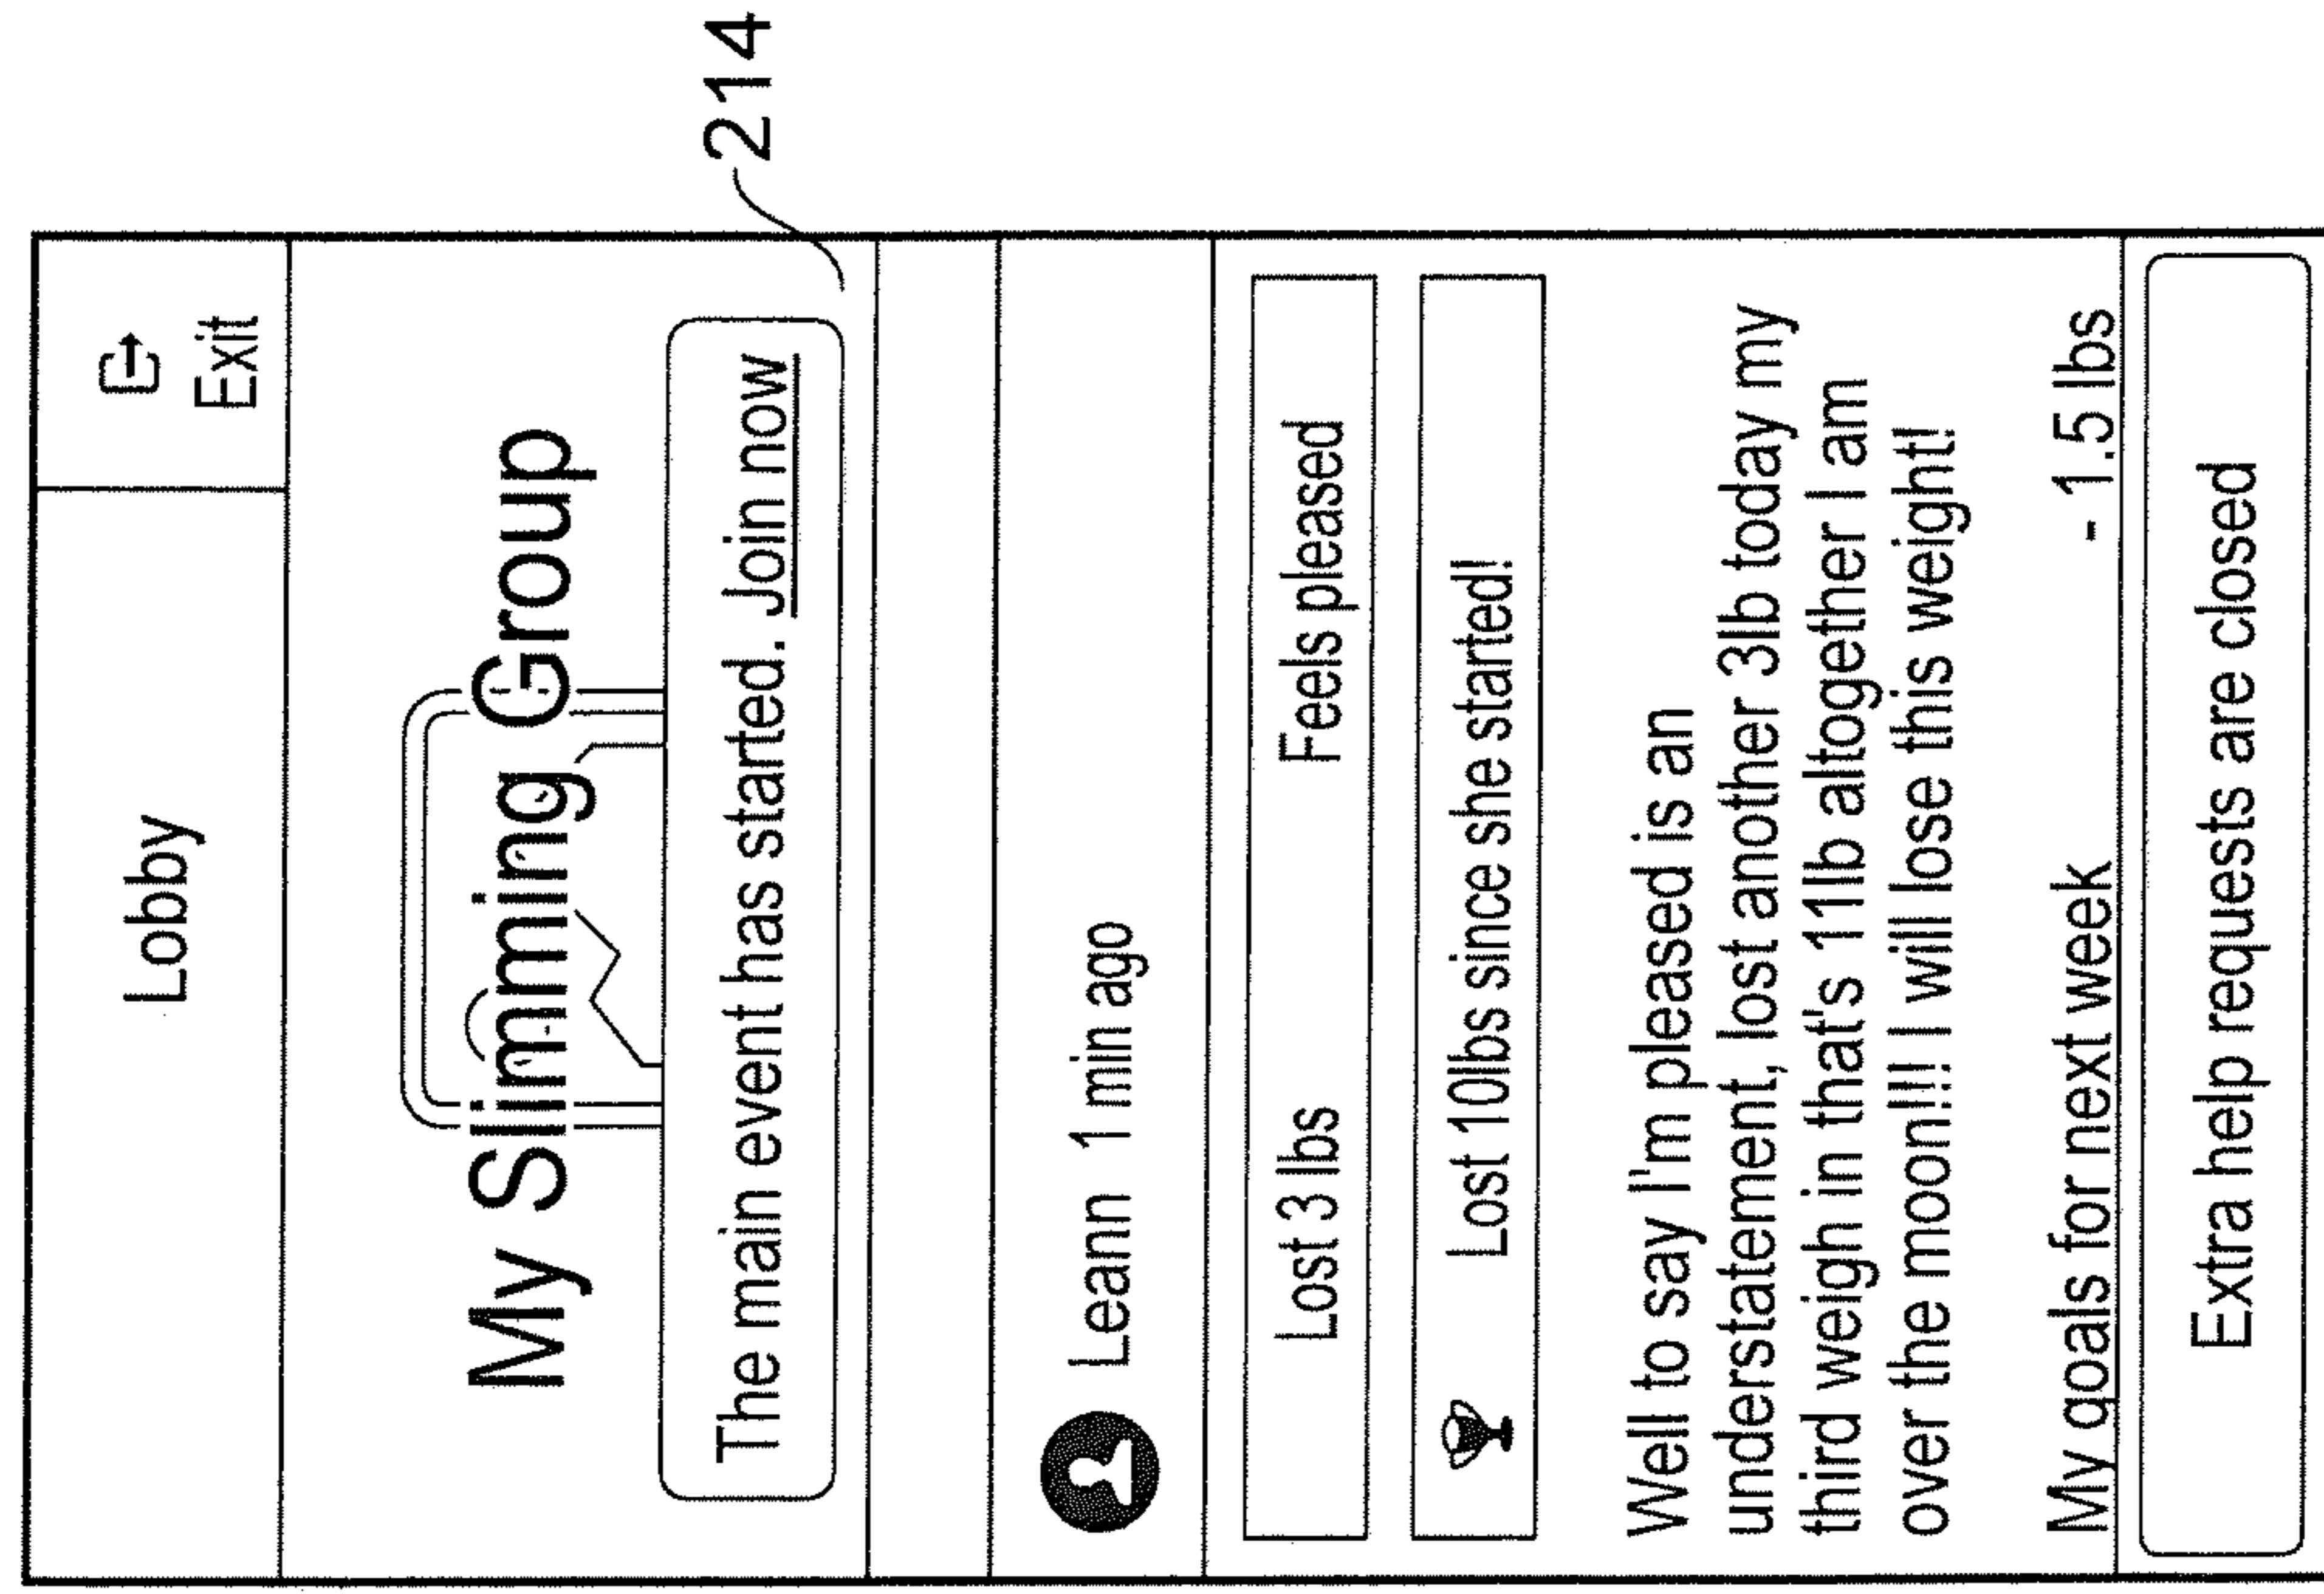 Lobby
Exit
My Slimming Group
The main event has started. Join now
214
Leann 1 min ago
Lost 3 lbs Feels pleased
Lost 10lbs since she started!
Well to say I'm pleased is an
understatement, lost another 3lb today my
third weigh in that's 11lb altogether I am
over the moon!!! I will lose this weight!
My goals for next week - 1.5 lbs
Extra help requests are closed